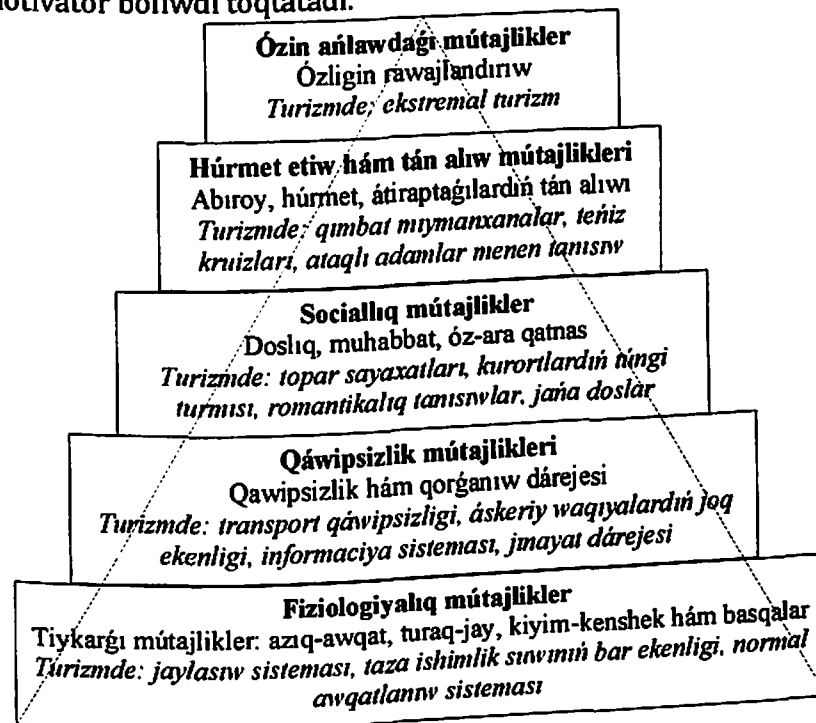 motivator bolıwdı toqtatadı.
Ózin ańlawdaǵı mútajlikler
Ózligin rawajlandırıw
Turizmde; ekstremal turizm
Húrmet etiw hám tán alıw mútajlikleri
Abıroy, húrmet, átiraptaǵılardıń tán alıwı
Turizmde: qımbat mıymanxanalar, teńiz
kruizları, ataqlı adamlar menen tanısıw
Sociallıq mútajlikler
Doslıq, muhabbat, óz-ara qatnas
Turizmde: topar sayaxatları, kurortlardıń túngi
turmısı, romantikalıq tanısıwlar, jańa doslar
Qáwipsizlik mútajlikleri
Qawipsizlik hám qorǵanıw dárejesi
Turizmde: transport qáwipsizligi, áskeriy waqıyalardıń joq
ekenligi, informaciya sisteması, jınayat dárejesi
Fiziologiyalıq mútajlikler
Tiykarǵı mútajlikler: azıq-awqat, turaq-jay, kiyim-kenshek hám basqalar
Turizmde: jaylasıw sisteması, taza ishimlik suwınıń bar ekenligi, normal
awqatlanıw sisteması